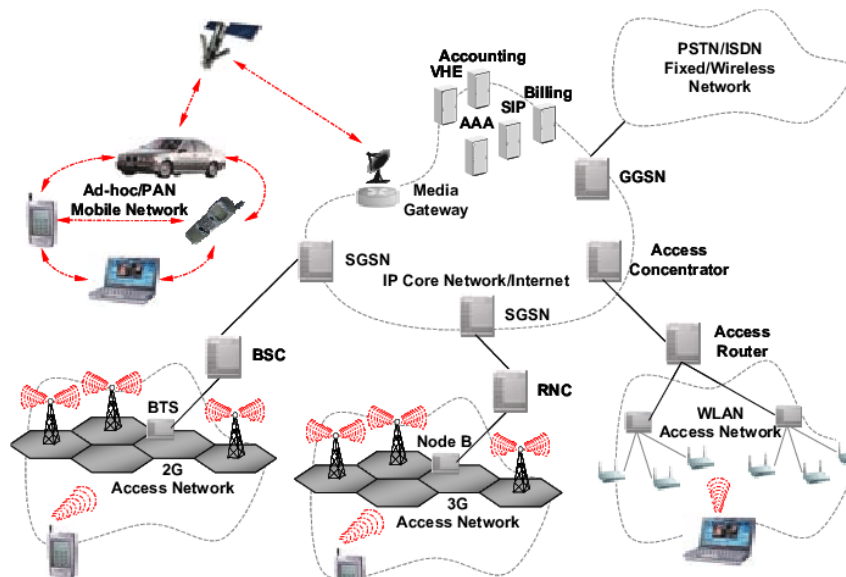 PSTN/ISDN
Fixed/Wireless
Network
Accounting
VHE
Billing
SIP
AAA
GGSN
Media
Gateway
Ad-hoc/PAN
Mobile Network
SGSN
Access
Concentrator
IP Core Network/Internet
SGSN
BSC
Access
Router
RNC
BTS
WLAN
Access Network
Node B
2G
Access Network
3G
Access Network